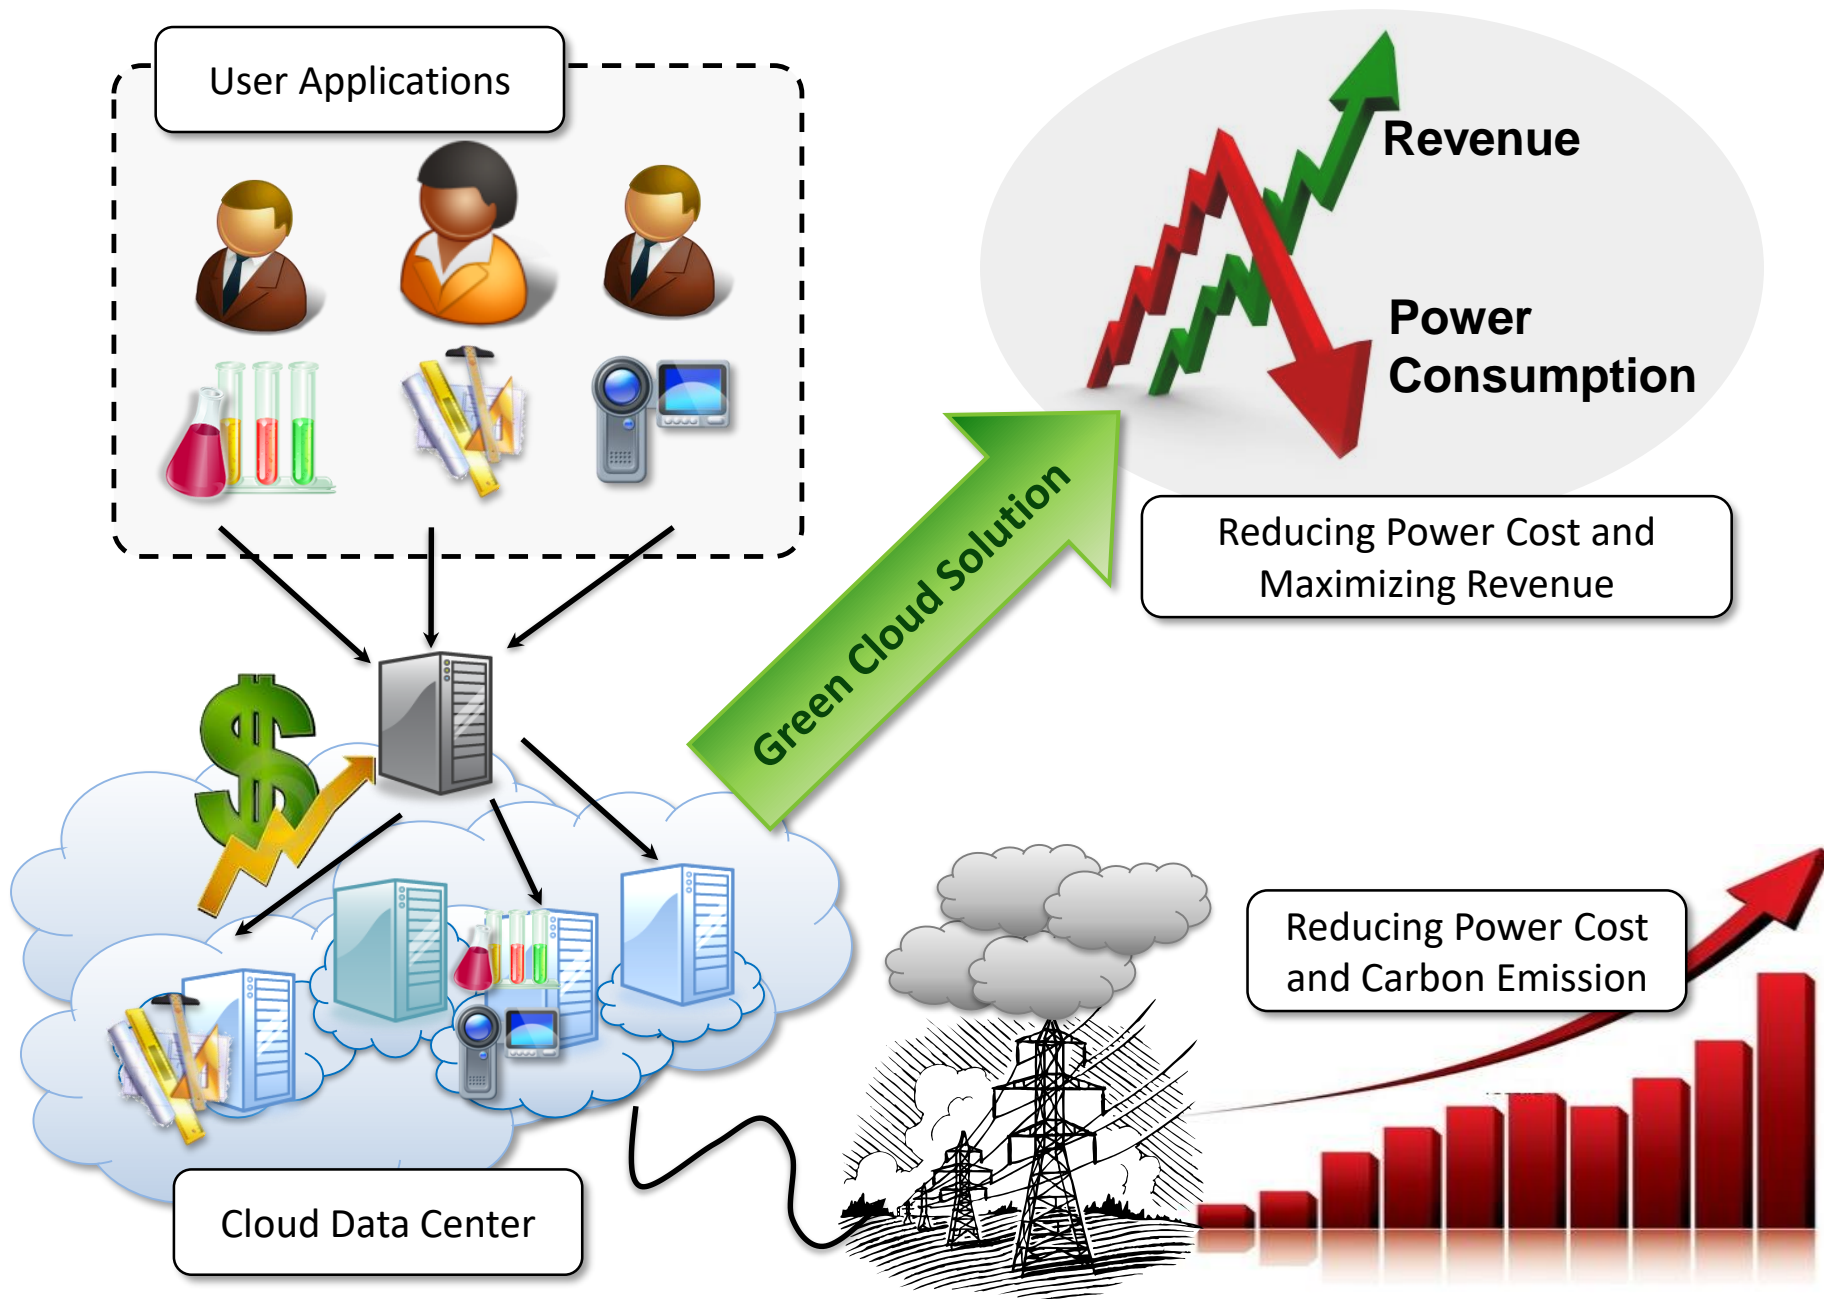 User Applications
Revenue
Power
Consumption
Reducing Power Cost and
Maximizing Revenue
Green Cloud Solution
Reducing Power Cost
and Carbon Emission
Cloud Data Center